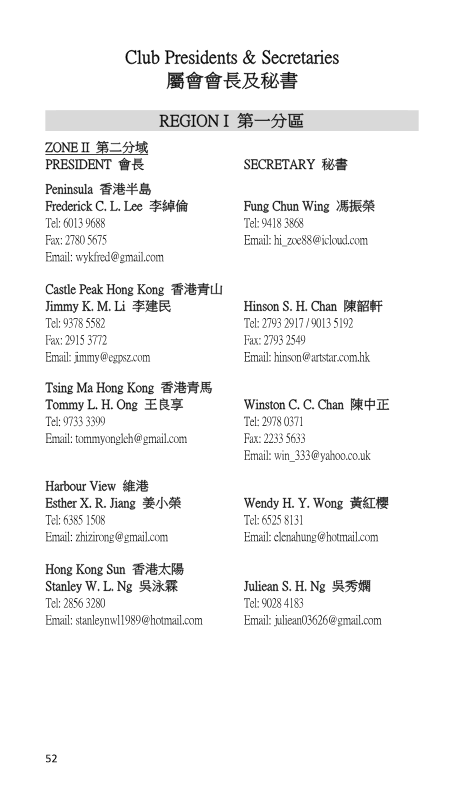 Club Presidents & Secretaries
屬會會長及秘書
REGION I 第一分區
ZONE II 第二分域
PRESIDENT 會長 SECRETARY 秘書
Peninsula 香港半島
Frederick C. L. Lee 李綽倫 Fung Chun Wing 馮振榮
Tel: 6013 9688 Tel: 9418 3868
Fax: 2780 5675 Email: hi_zoe88@icloud.com
Email: wykfred@gmail.com
Castle Peak Hong Kong 香港青山
Jimmy K. M. Li 李建民 Hinson S. H. Chan 陳韶軒
Tel: 9378 5582 Tel: 2793 2917 / 9013 5192
Fax: 2915 3772 Fax: 2793 2549
Email: jimmy@egpsz.com Email: hinson@artstar.com.hk
Tsing Ma Hong Kong 香港青馬
Tommy L. H. Ong 王良享 Winston C. C. Chan 陳中正
Tel: 9733 3399 Tel: 2978 0371
Email: tommyongleh@gmail.com Fax: 2233 5633
Email: win_333@yahoo.co.uk
Harbour View 維港
Esther X. R. Jiang 姜小榮 Wendy H. Y. Wong 黃紅櫻
Tel: 6385 1508 Tel: 6525 8131
Email: zhizirong@gmail.com Email: elenahung@hotmail.com
Hong Kong Sun 香港太陽
Stanley W. L. Ng 吳泳霖 Juliean S. H. Ng 吳秀嫻
Tel: 2856 3280 Tel: 9028 4183
Email: stanleynwl1989@hotmail.com Email: juliean03626@gmail.com
52